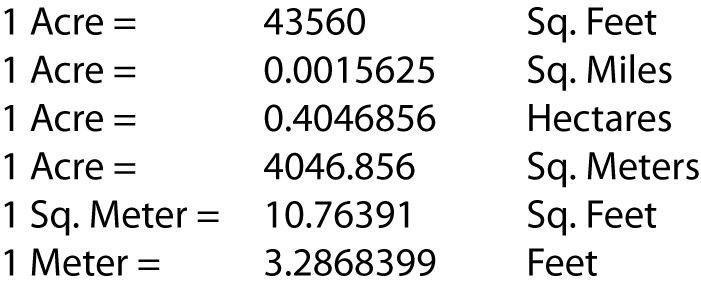 1 Acre = 43560 Sq. Feet
1 Acre = 0.0015625 Sq. Miles
1 Acre = 0.4046856 Hectares
1 Acre = 4046.856 Sq. Meters
1 Sq. Meter = 10.76391 Sq. Feet
1 Meter = 3.2868399 Feet